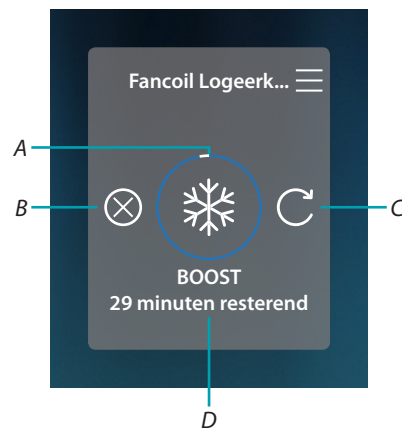 Fancoil Logeerk...
A
B
C
BOOST
29 minuten resterend
D